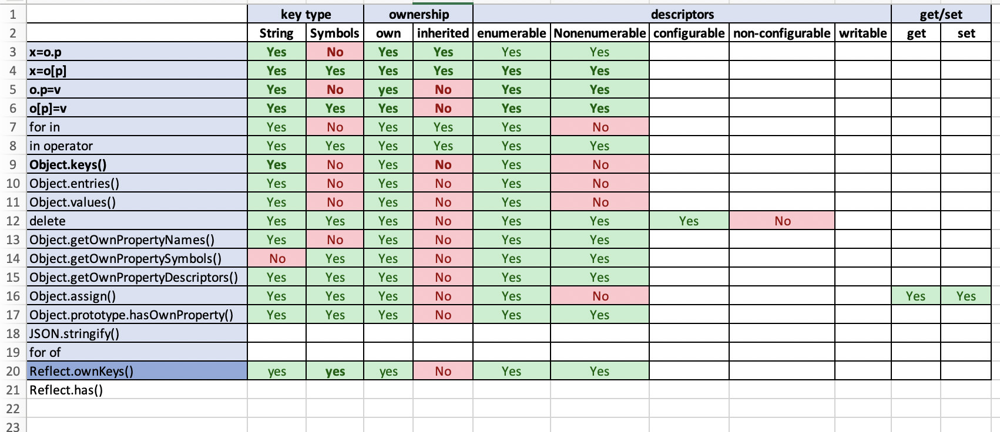 1 key type ownership descriptors get/set
2 String Symbols own inherited enumerable Nonenumerable configurable non-configurable writable get set
3 x=o.p Yes No Yes Yes Yes Yes
4 x=o[p] Yes Yes Yes Yes Yes Yes
5 o.p=v Yes No yes No Yes Yes
6 o[p]=v Yes Yes Yes No Yes Yes
7 for in Yes No Yes Yes Yes No
8 in operator Yes Yes Yes Yes Yes Yes
9 Object.keys() Yes No Yes No Yes No
10 Object.entries() Yes No Yes No Yes No
11 Object.values() Yes No Yes No Yes No
12 delete Yes Yes Yes No Yes Yes Yes No
13 Object.getOwnPropertyNames() Yes No Yes No Yes Yes
14 Object.getOwnPropertySymbols() No Yes Yes No Yes Yes
15 Object.getOwnPropertyDescriptors() Yes Yes Yes No Yes Yes
16 Object.assign() Yes Yes Yes No Yes No Yes Yes
17 Object.prototype.hasOwnProperty() Yes Yes Yes No Yes Yes
18 JSON.stringify()
19 for of
20 Reflect.ownKeys() yes yes yes No Yes Yes
21 Reflect.has()
22
23